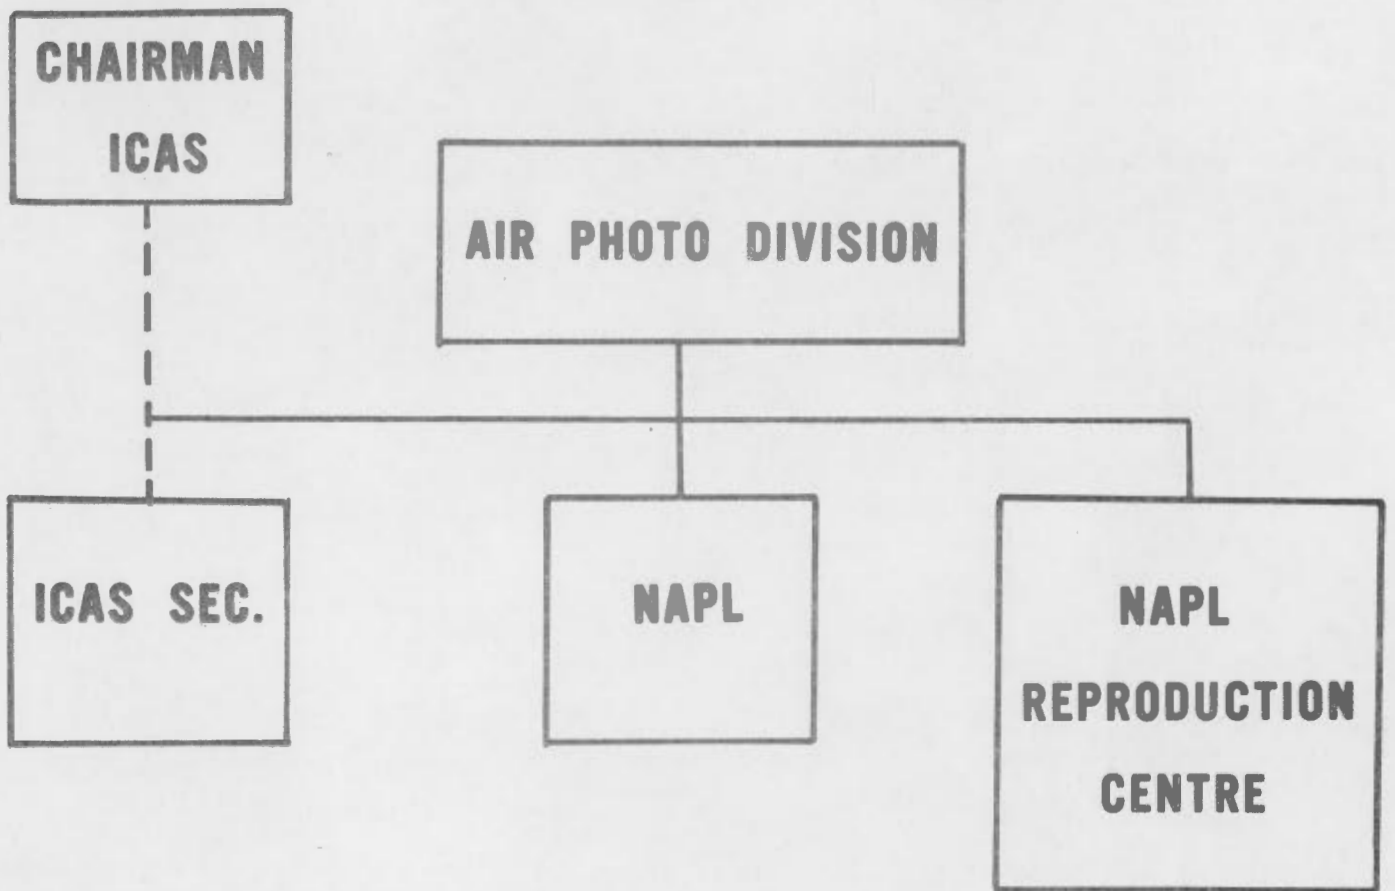 CHAIRMAN
ICAS
AIR PHOTO DIVISION
ICAS SEC.
NAPL
NAPL
REPRODUCTION
CENTRE